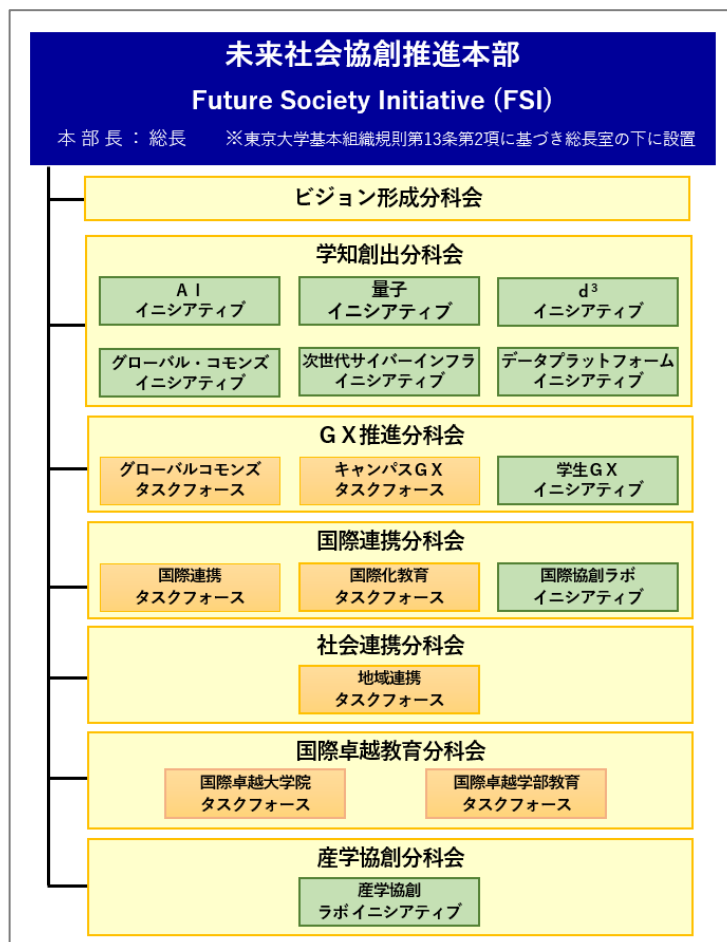 未来社会協創推進本部
Future Society Initiative (FSI)
本 部 長 ： 総長　　※東京大学基本組織規則第13条第2項に基づき総長室の下に設置
ビジョン形成分科会
学知創出分科会
ＡＩ
イニシアティブ
量子
イニシアティブ
d³
イニシアティブ
グローバル・コモンズ
イニシアティブ
次世代サイバーインフラ
イニシアティブ
データプラットフォーム
イニシアティブ
ＧＸ推進分科会
グローバルコモンズ
タスクフォース
キャンパスＧＸ
タスクフォース
学生ＧＸ
イニシアティブ
国際連携分科会
国際連携
タスクフォース
国際化教育
タスクフォース
国際協創ラボ
イニシアティブ
社会連携分科会
地域連携
タスクフォース
国際卓越教育分科会
国際卓越大学院
タスクフォース
国際卓越学部教育
タスクフォース
産学協創分科会
産学協創
ラボイニシアティブ